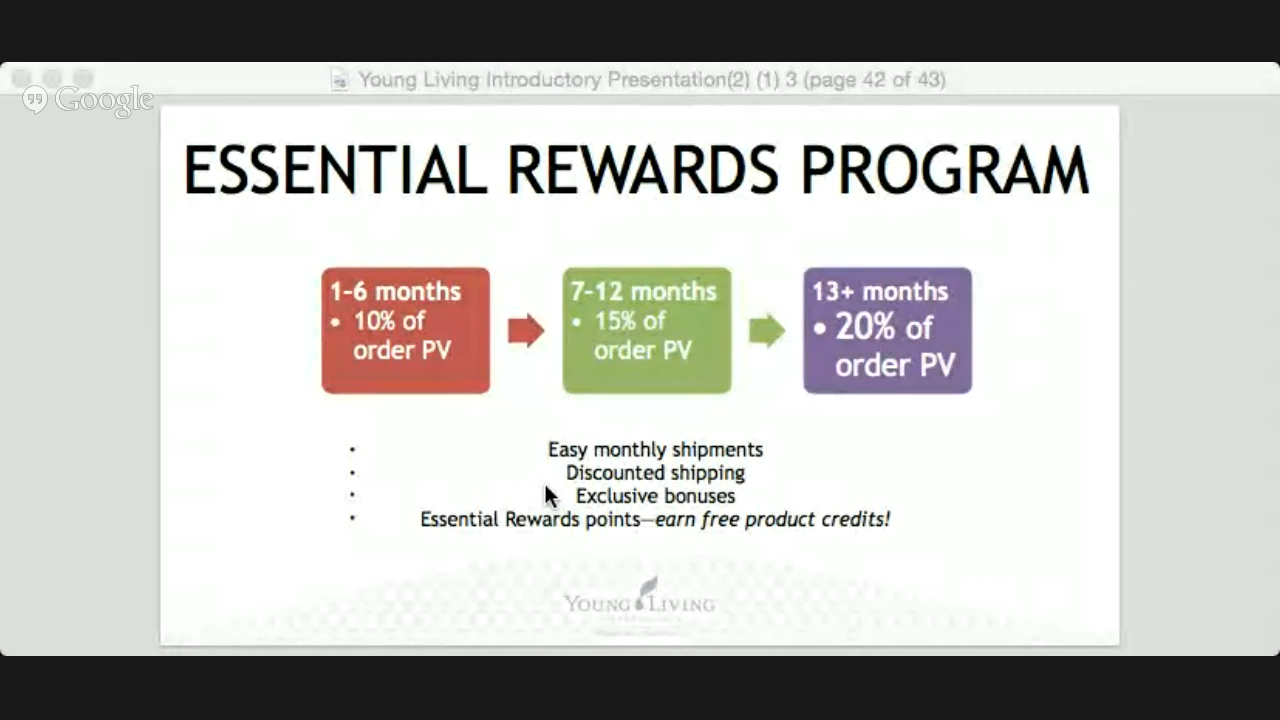 Young Living Introductory Presentation(2) (1) 3 (page 42 of 43)
Google
ESSENTIAL REWARDS PROGRAM
1-6 months
• 10% of
order PV
7-12 months
• 15% of
order PV
13+ months
• 20% of
order PV
• Easy monthly shipments
• Discounted shipping
• Exclusive bonuses
• Essential Rewards points—earn free product credits!
YOUNG LIVING